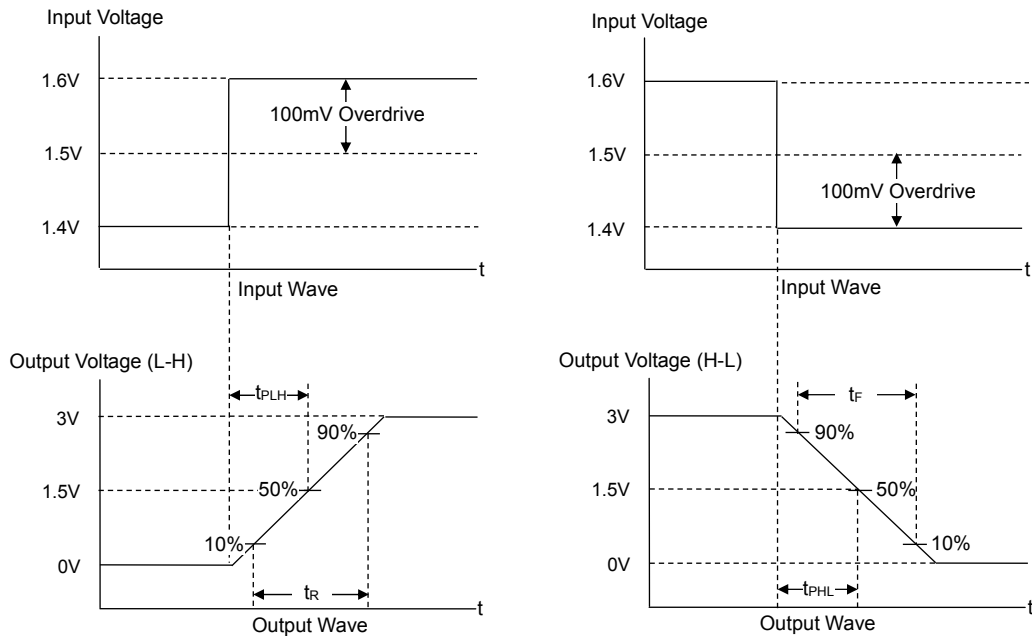 Input Voltage
1.6V
100mV Overdrive
1.5V
1.4V
t
Input Wave
Input Voltage
1.6V
1.5V
100mV Overdrive
1.4V
t
Input Wave
Output Voltage (L-H)
tPLH
3V
90%
1.5V
50%
10%
0V
tR
t
Output Wave
Output Voltage (H-L)
tF
3V
90%
1.5V
50%
10%
0V
tPHL
t
Output Wave